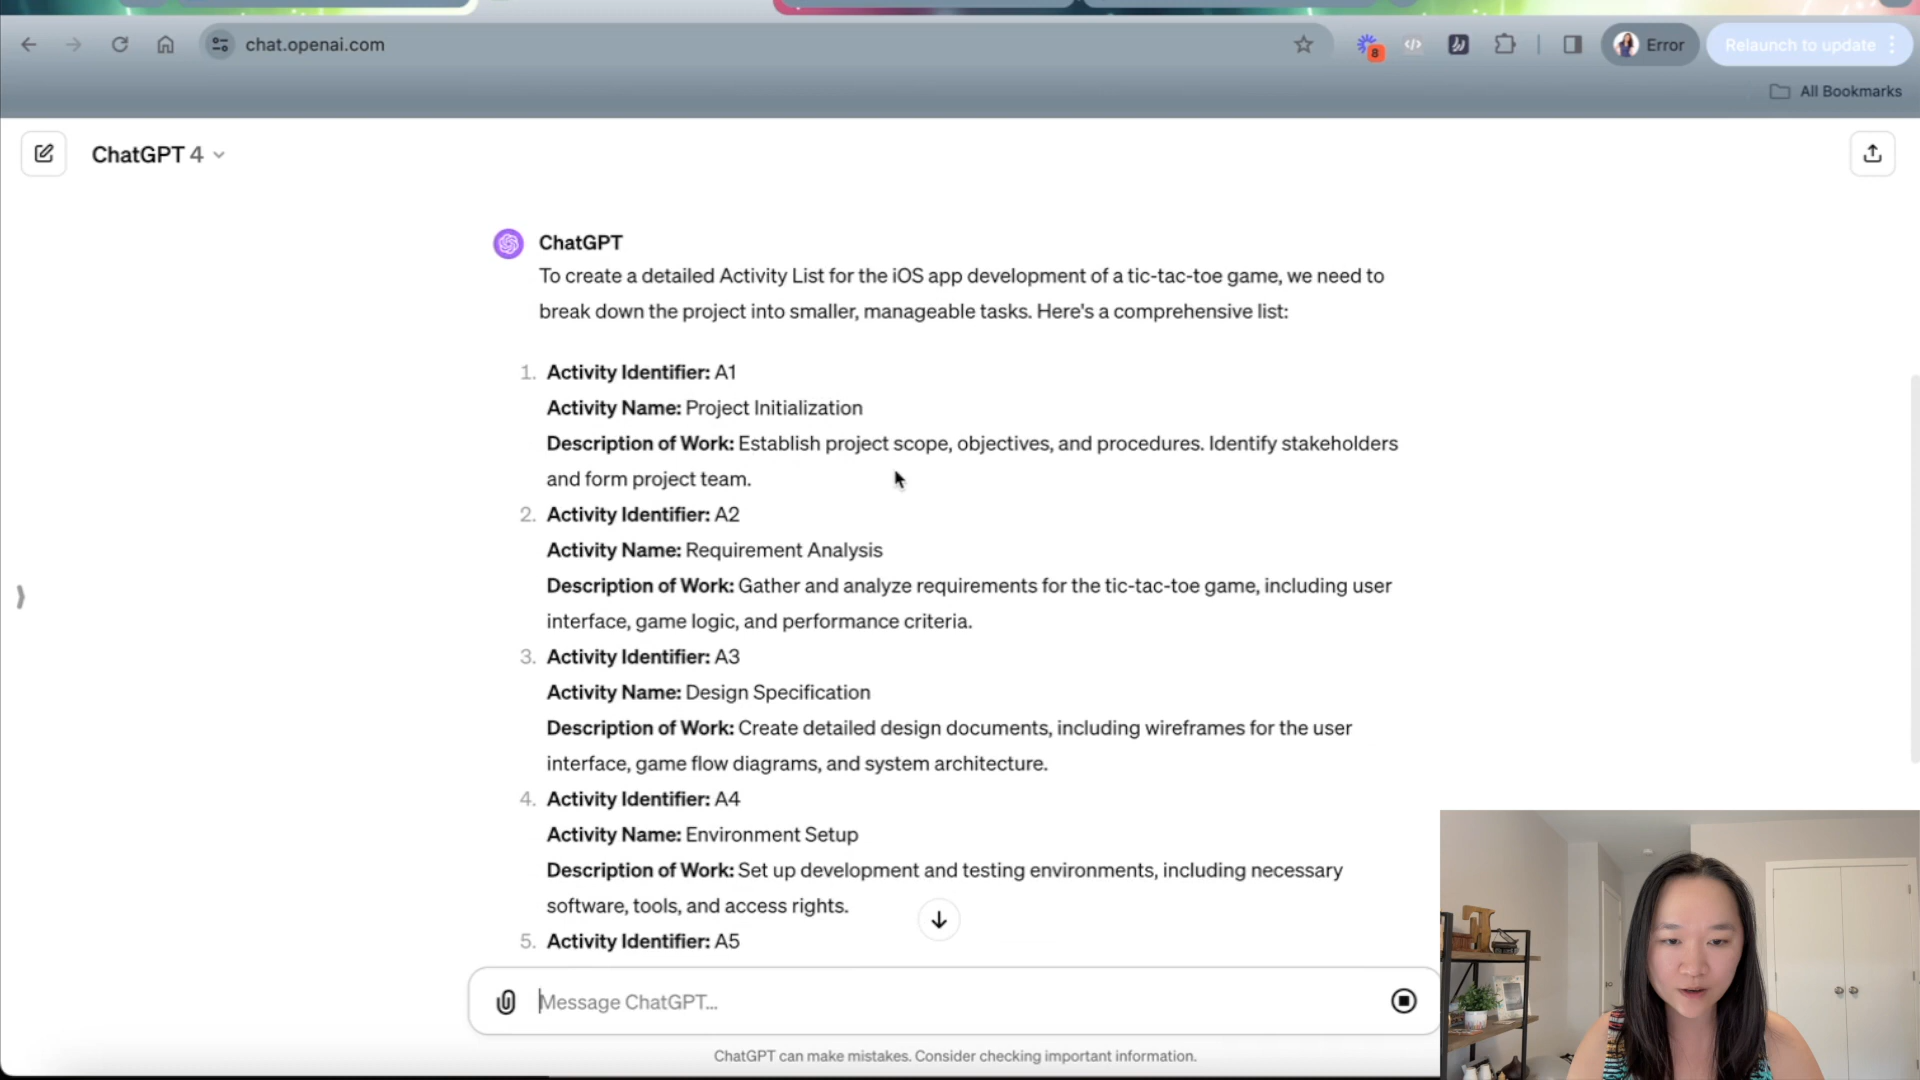 chat.openai.com
8
Error
Relaunch to update
All Bookmarks
ChatGPT 4
ChatGPT
To create a detailed Activity List for the iOS app development of a tic-tac-toe game, we need to
break down the project into smaller, manageable tasks. Here's a comprehensive list:
1. Activity Identifier: A1
Activity Name: Project Initialization
Description of Work: Establish project scope, objectives, and procedures. Identify stakeholders
and form project team.
2. Activity Identifier: A2
Activity Name: Requirement Analysis
Description of Work: Gather and analyze requirements for the tic-tac-toe game, including user
interface, game logic, and performance criteria.
3. Activity Identifier: A3
Activity Name: Design Specification
Description of Work: Create detailed design documents, including wireframes for the user
interface, game flow diagrams, and system architecture.
4. Activity Identifier: A4
Activity Name: Environment Setup
Description of Work: Set up development and testing environments, including necessary
software, tools, and access rights.
5. Activity Identifier: A5
Message ChatGPT...
ChatGPT can make mistakes. Consider checking important information.